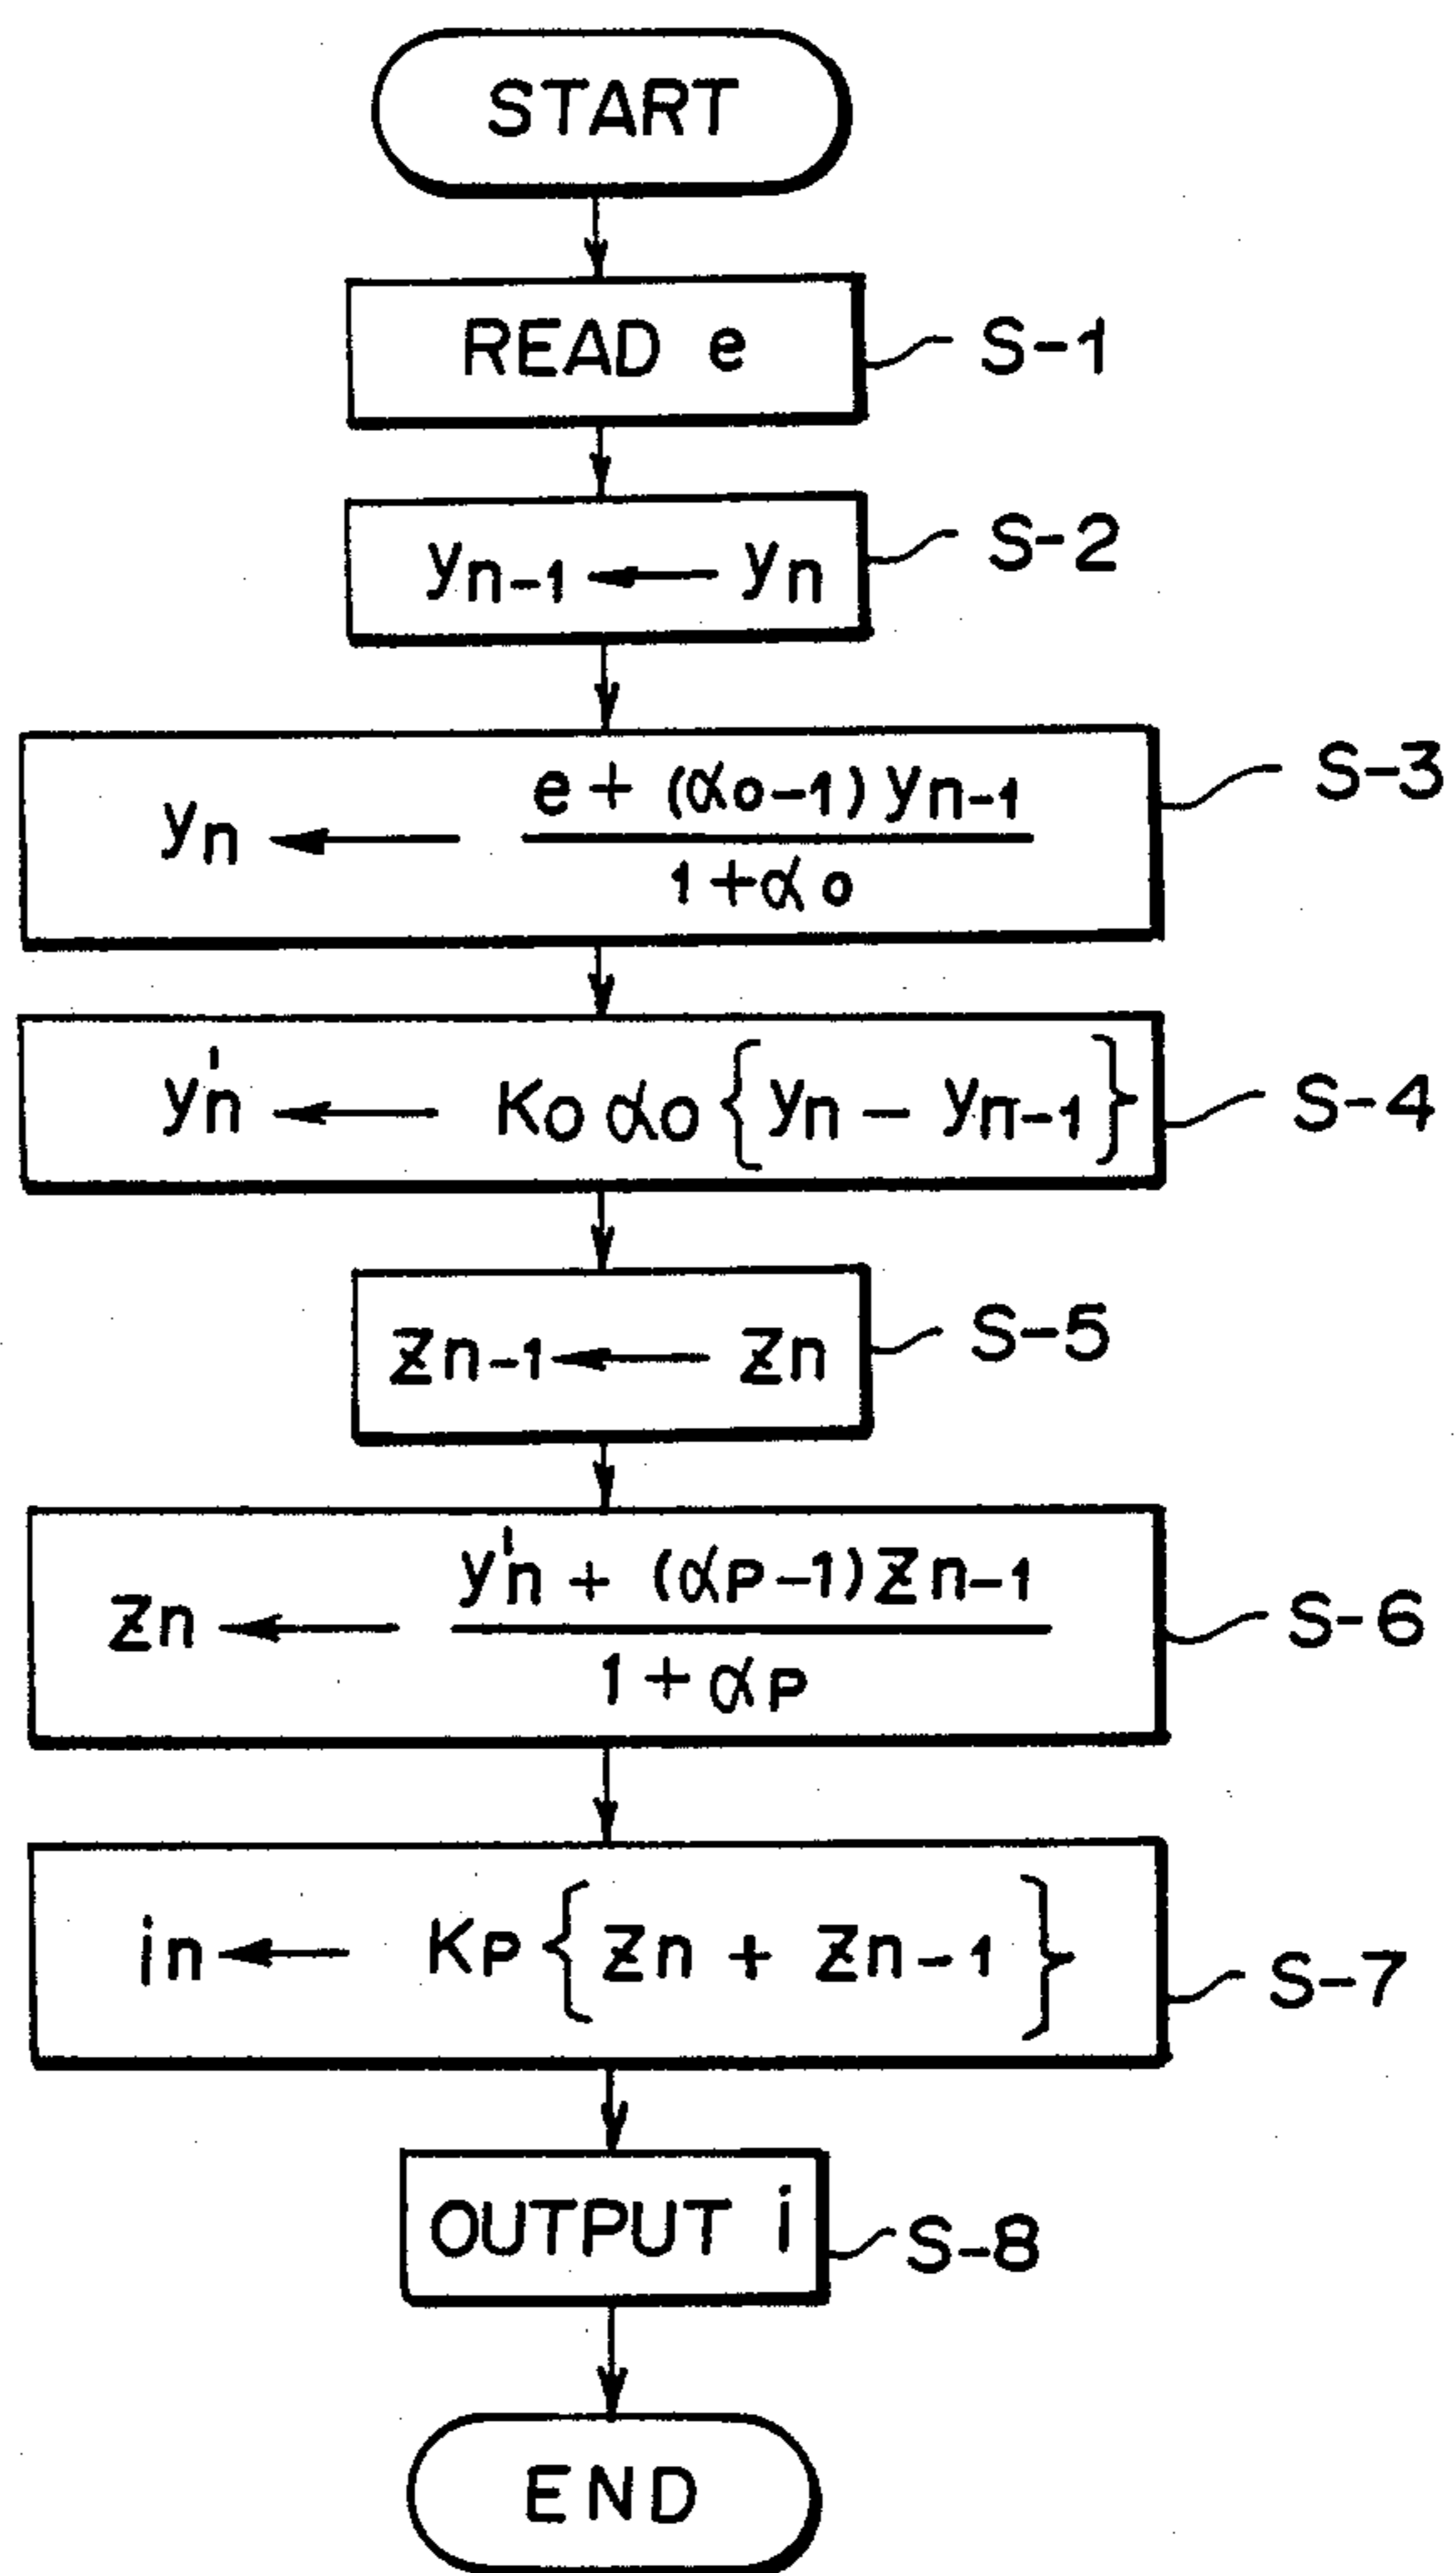 START
READ e S-1
yn-1 ← yn S-2
yn ← e + (αo-1) yn-1 / 1 + αo S-3
y'n ← Ko αo { yn - yn-1 } S-4
Zn-1 ← Zn S-5
Zn ← y'n + (αP-1) Zn-1 / 1 + αP S-6
in ← KP { Zn + Zn-1 } S-7
OUTPUT i S-8
END